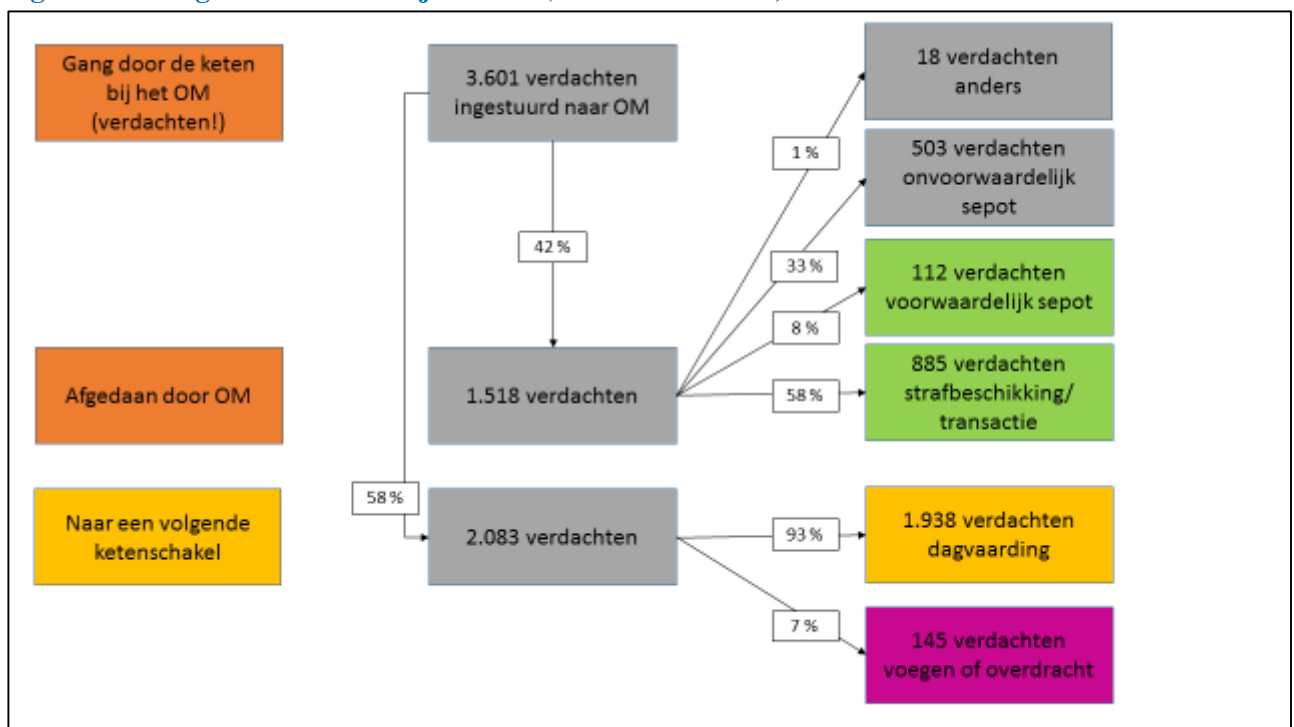 Gang door de keten
bij het OM
(verdachten!)
3.601 verdachten
ingestuurd naar OM
18 verdachten
anders
1 %
503 verdachten
onvoorwaardelijk
sepot
42 %
33 %
112 verdachten
voorwaardelijk sepot
8 %
Afgedaan door OM
1.518 verdachten
58 %
885 verdachten
strafbeschikking/
transactie
58 %
Naar een volgende
ketenschakel
2.083 verdachten
93 %
1.938 verdachten
dagvaarding
7 %
145 verdachten
voegen of overdracht